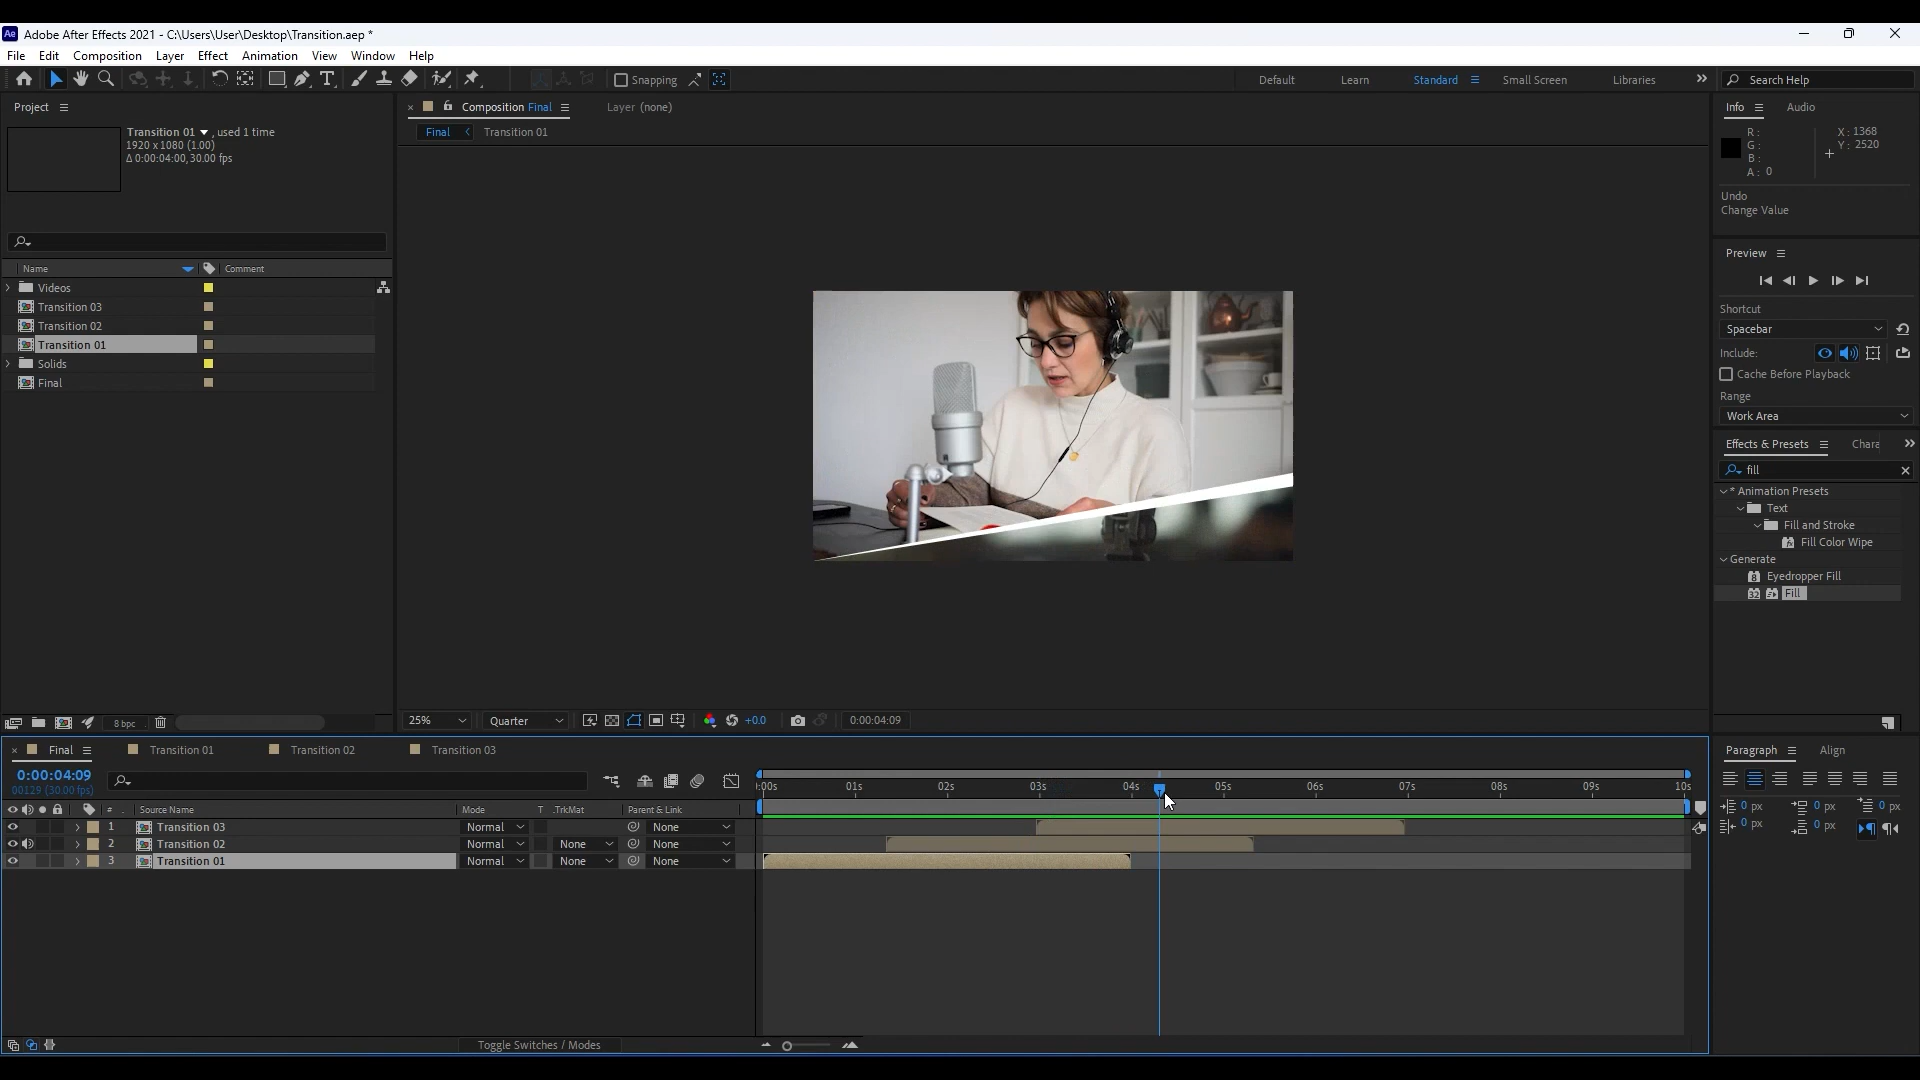 Ae Adobe After Effects 2021 - C:\Users\User\Desktop\Transition.aep *
File Edit Composition Layer Effect Animation View Window Help
Snapping Default Learn Standard Small Screen Libraries Search Help
Project
Transition 01 , used 1 time
1920 x 1080 (1.00)
Δ 0:00:04:00, 30.00 fps
Name Comment
Videos
Transition 03
Transition 02
Transition 01
Solids
Final
8 bpc
Composition Final Layer (none)
Final Transition 01
25% Quarter +0.0 0:00:04:09
Info Audio
R: X: 1368
G: Y: 2520
B:
A: 0
Undo
Change Value
Preview
Shortcut
Spacebar
Include:
Cache Before Playback
Range
Work Area
Effects & Presets Chara
fill
* Animation Presets
Text
Fill and Stroke
Fill Color Wipe
Generate
Eyedropper Fill
32 Fill
Final Transition 01 Transition 02 Transition 03
0:00:04:09
00129 (30.00 fps)
:00s 01s 02s 03s 04s 05s 06s 07s 08s 09s 10s
# Source Name Mode T .TrkMat Parent & Link
1 Transition 03 Normal None
2 Transition 02 Normal None None
3 Transition 01 Normal None None
Toggle Switches / Modes
Paragraph Align
0 px 0 px 0 px
0 px 0 px